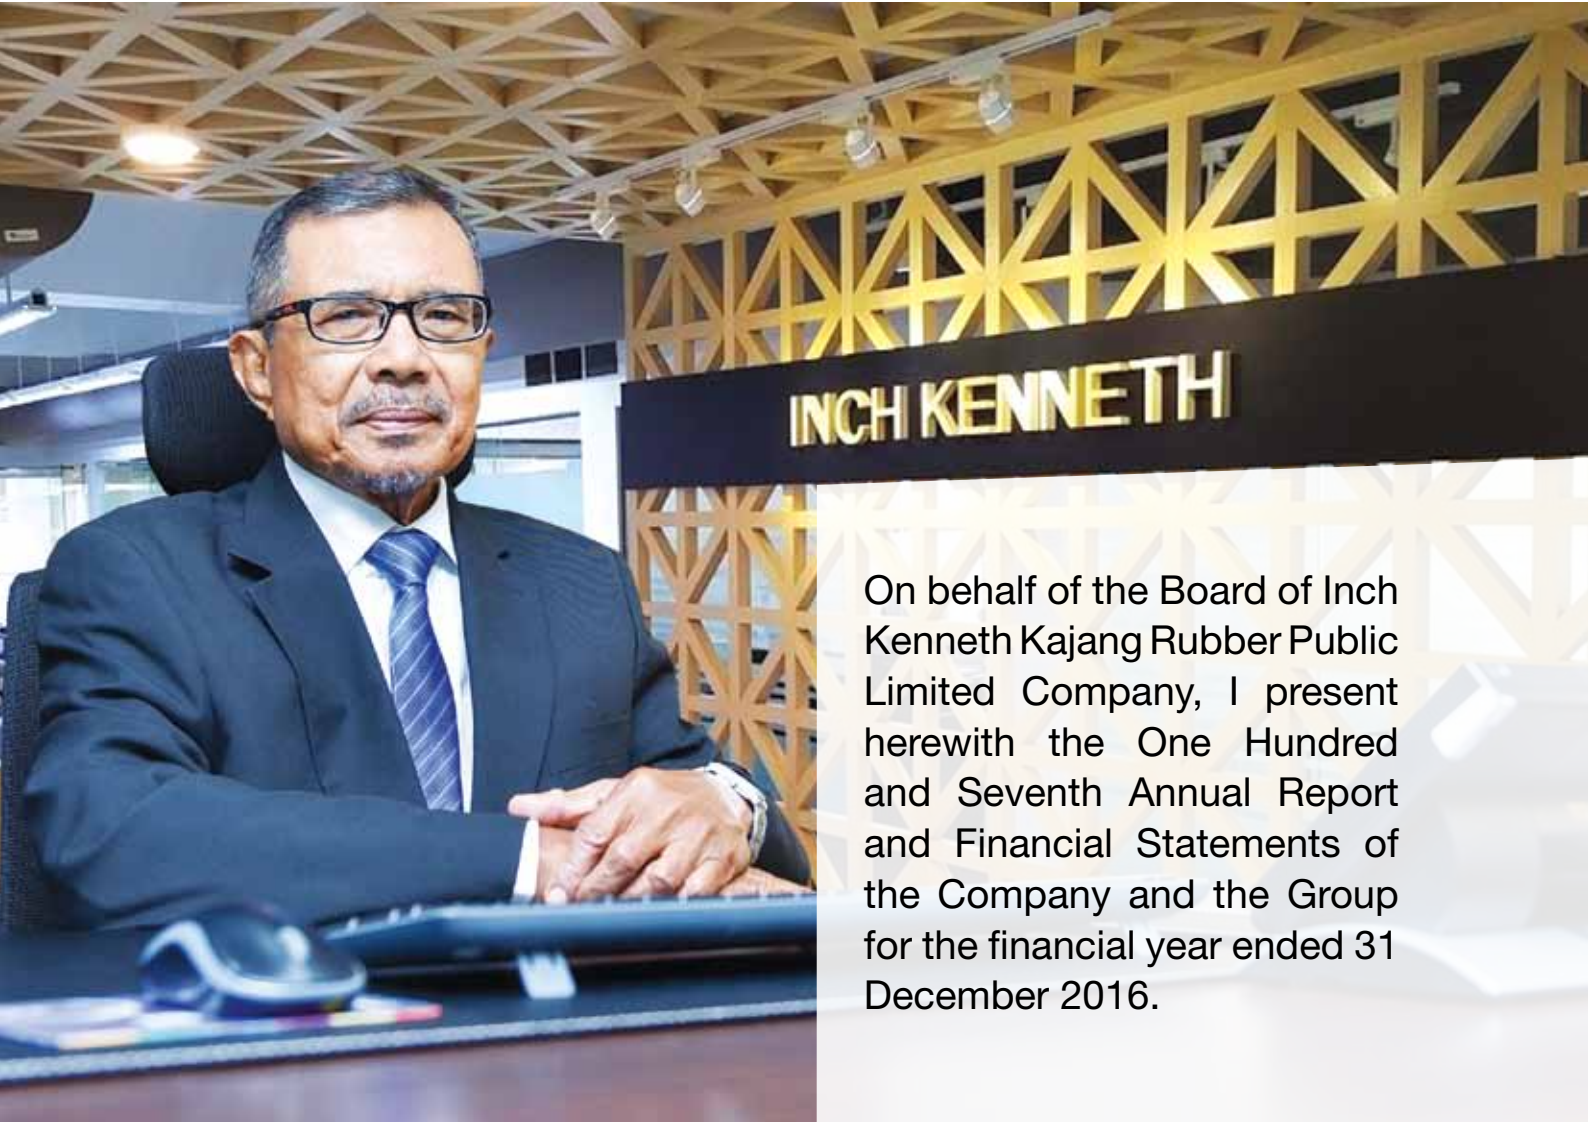 INCH KENNETH
On behalf of the Board of Inch
Kenneth Kajang Rubber Public
Limited Company, I present
herewith the One Hundred
and Seventh Annual Report
and Financial Statements of
the Company and the Group
for the financial year ended 31
December 2016.